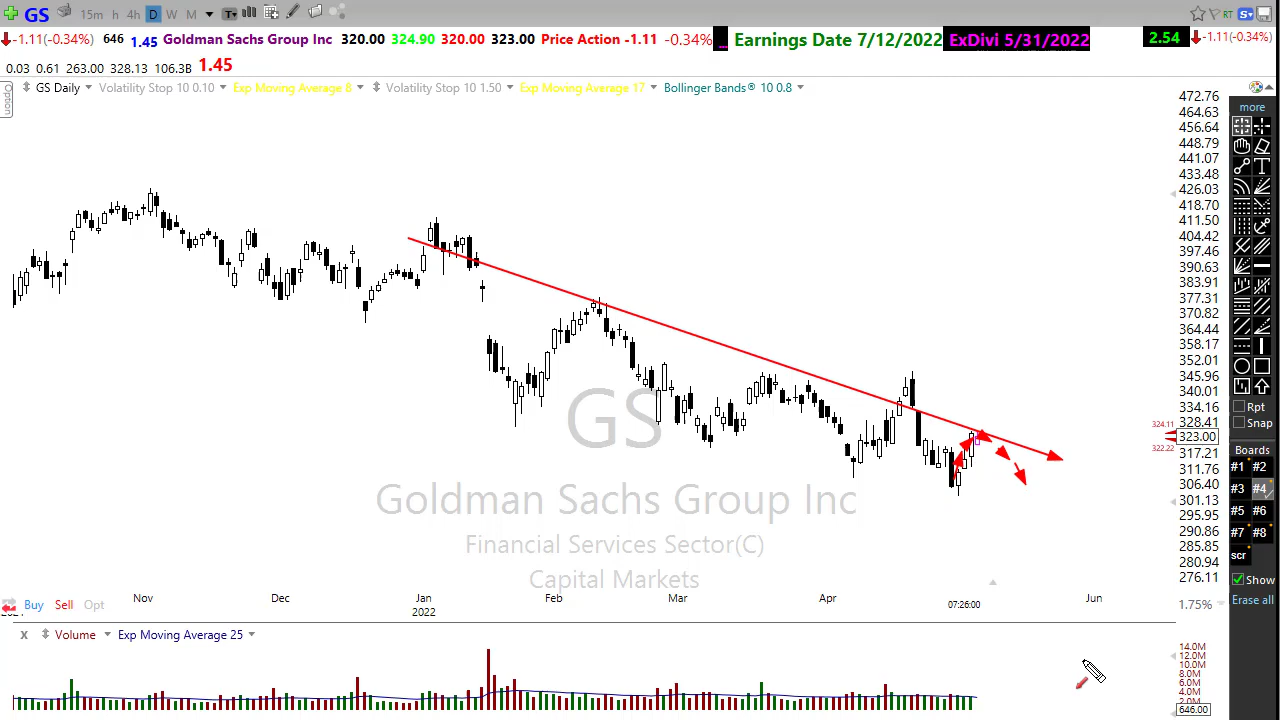 GS 15m h 4h D W M T
-1.11(-0.34%) 646 1.45 Goldman Sachs Group Inc 320.00 324.90 320.00 323.00 Price Action -1.11 -0.34% ... Earnings Date 7/12/2022 ExDivi 5/31/2022 2.54 -1.11(-0.34%)
RT S
0.03 0.61 263.00 328.13 106.3B 1.45
Option
GS Daily Volatility Stop 10 0.10 Exp Moving Average 8 Volatility Stop 10 1.50 Exp Moving Average 17 Bollinger Bands® 10 0.8
472.76
464.63
456.64
448.79
441.07
433.48
426.03
418.70
411.50
404.42
397.46
390.63
383.91
377.31
370.82
364.44
358.17
352.01
345.96
340.01
334.16
328.41
324.11
323.00
322.22
317.21
311.76
306.40
301.13
295.95
290.86
285.85
280.94
276.11
more
T
Rpt
Snap
Boards
#1 #2
#3 #4
#5 #6
#7 #8
scr
Show
Erase all
GS
Goldman Sachs Group Inc
Financial Services Sector(C)
Capital Markets
Buy Sell Opt
Nov Dec Jan Feb Mar Apr 07:26:00 Jun
2022
1.75%
X Volume Exp Moving Average 25
14.0M
12.0M
10.0M
8.0M
6.0M
4.0M
2.0M
646.00